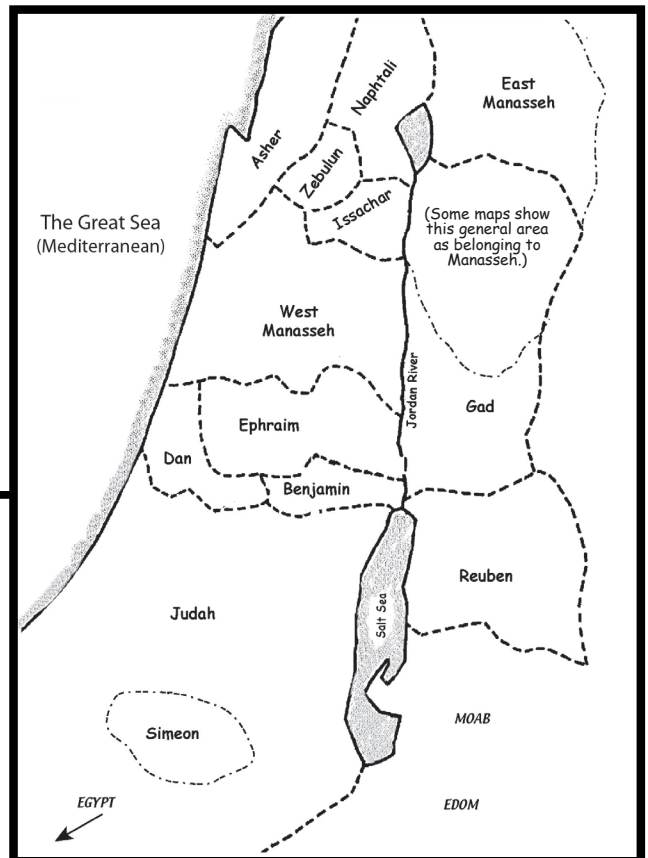 East
Manasseh
Naphtali
Asher
Zebulun
Issachar
The Great Sea
(Mediterranean)
(Some maps show
this general area
as belonging to
Manasseh.)
West
Manasseh
Jordan River
Gad
Ephraim
Dan
Benjamin
Reuben
Salt Sea
Judah
Simeon
MOAB
EGYPT
EDOM